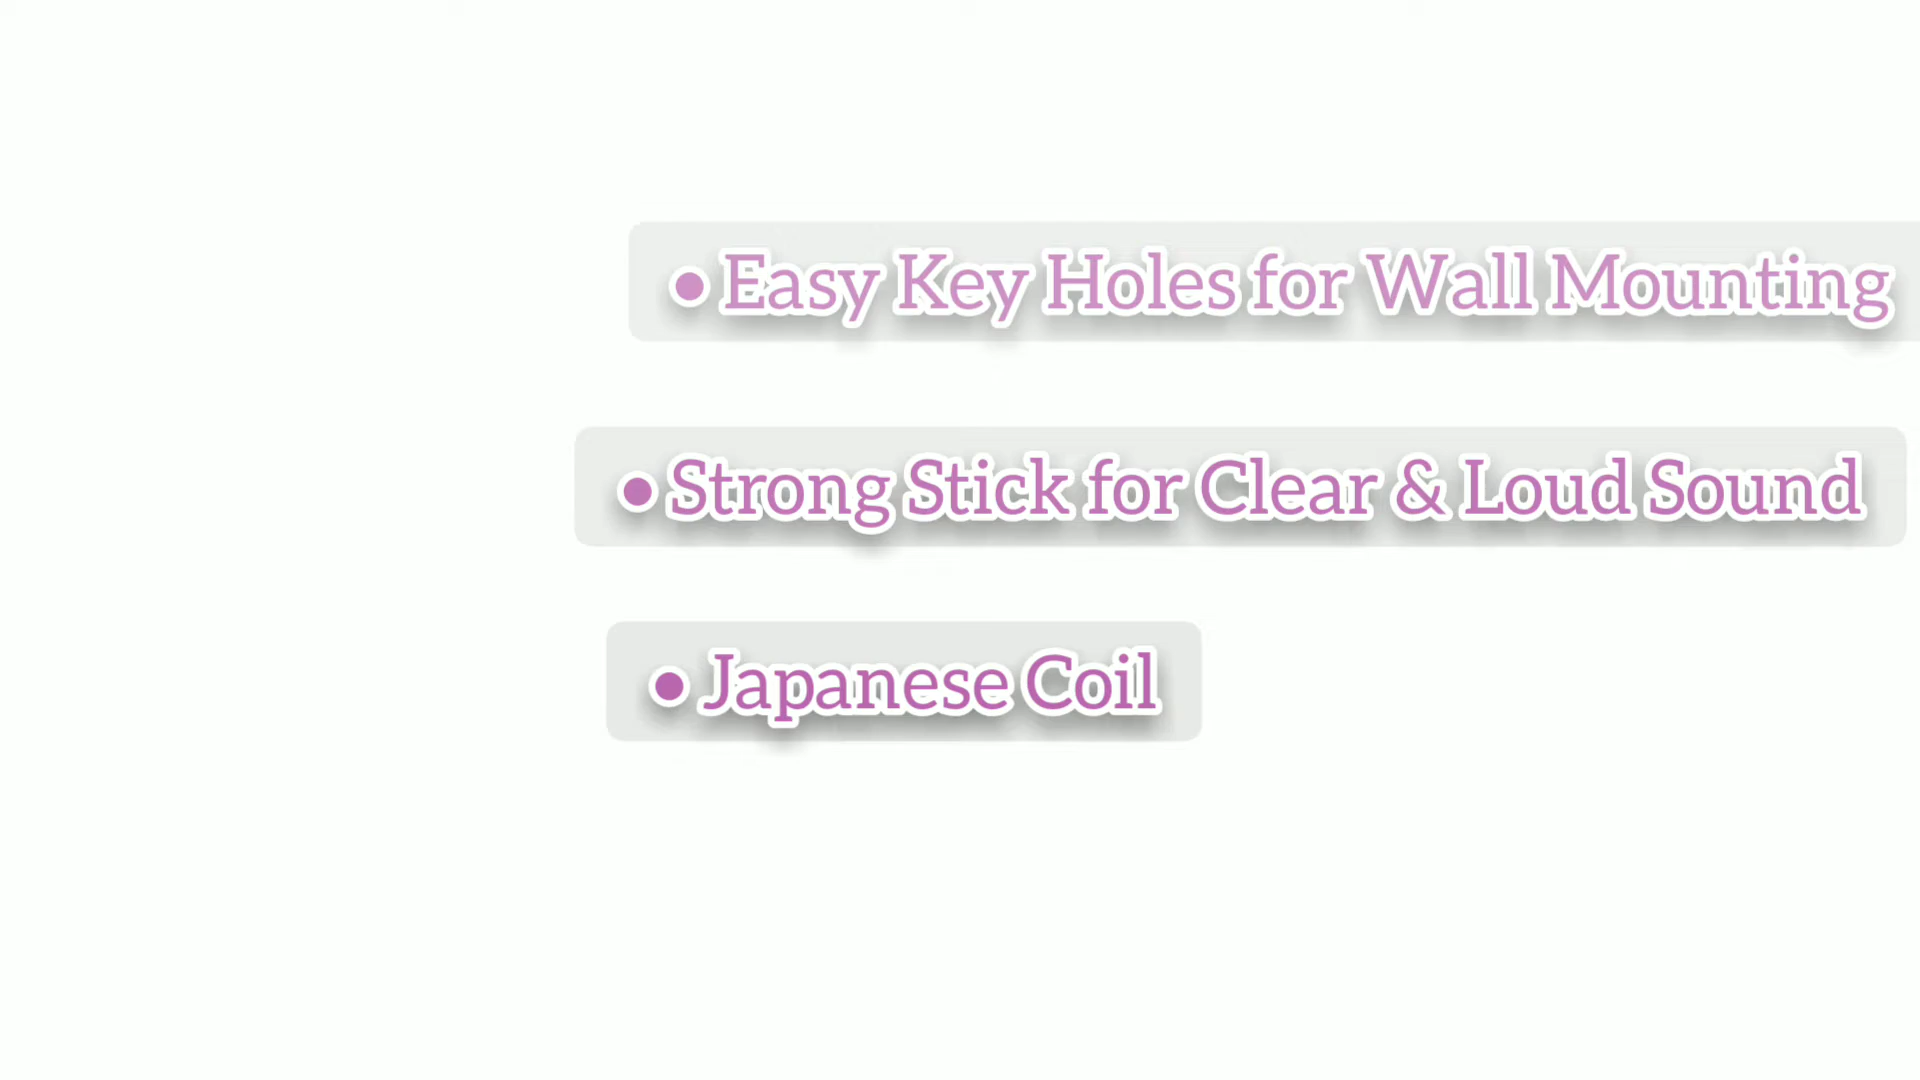 • Easy Key Holes for Wall Mounting
• Strong Stick for Clear & Loud Sound
• Japanese Coil